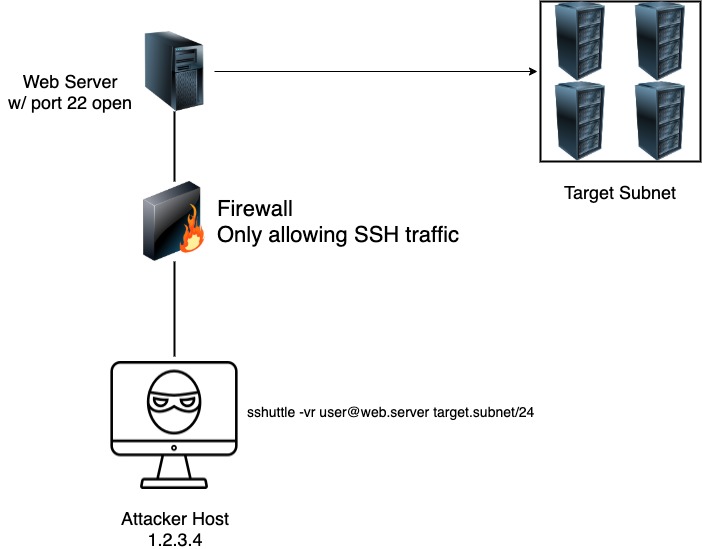 Web Server
w/ port 22 open
Target Subnet
Firewall
Only allowing SSH traffic
sshuttle -vr user@web.server target.subnet/24
Attacker Host
1.2.3.4